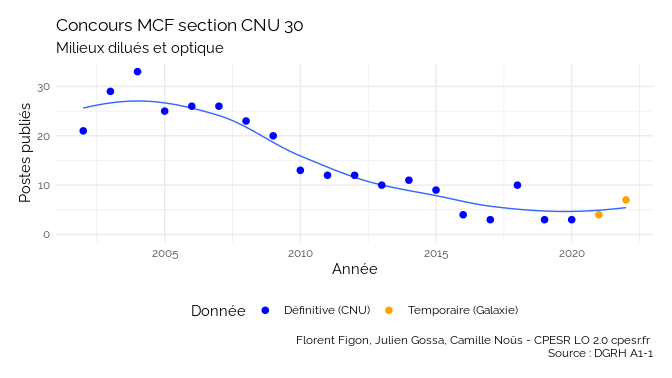 Concours MCF section CNU 30
Milieux dilués et optique
Postes publiés
30
20
10
0
2005 2010 2015 2020
Année
Donnée Définitive (CNU) Temporaire (Galaxie)
Florent Figon, Julien Gossa, Camille Noûs - CPESR LO 2.0 cpesr.fr
Source : DGRH A1-1